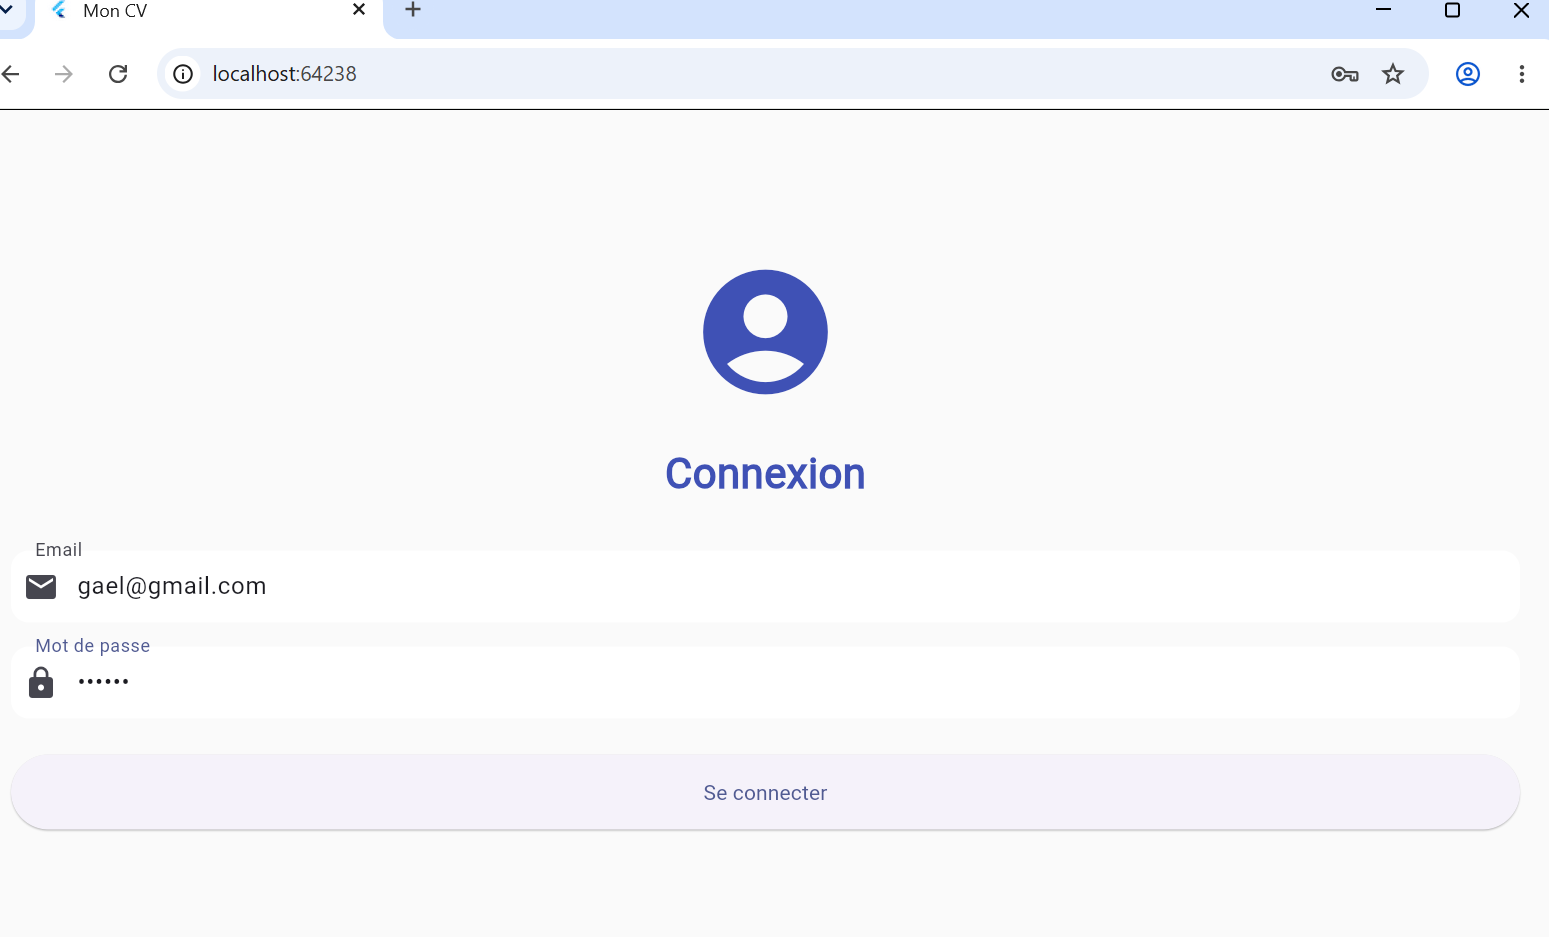 Mon CV
localhost:64238
Connexion
Email
gael@gmail.com
Mot de passe
••••••
Se connecter